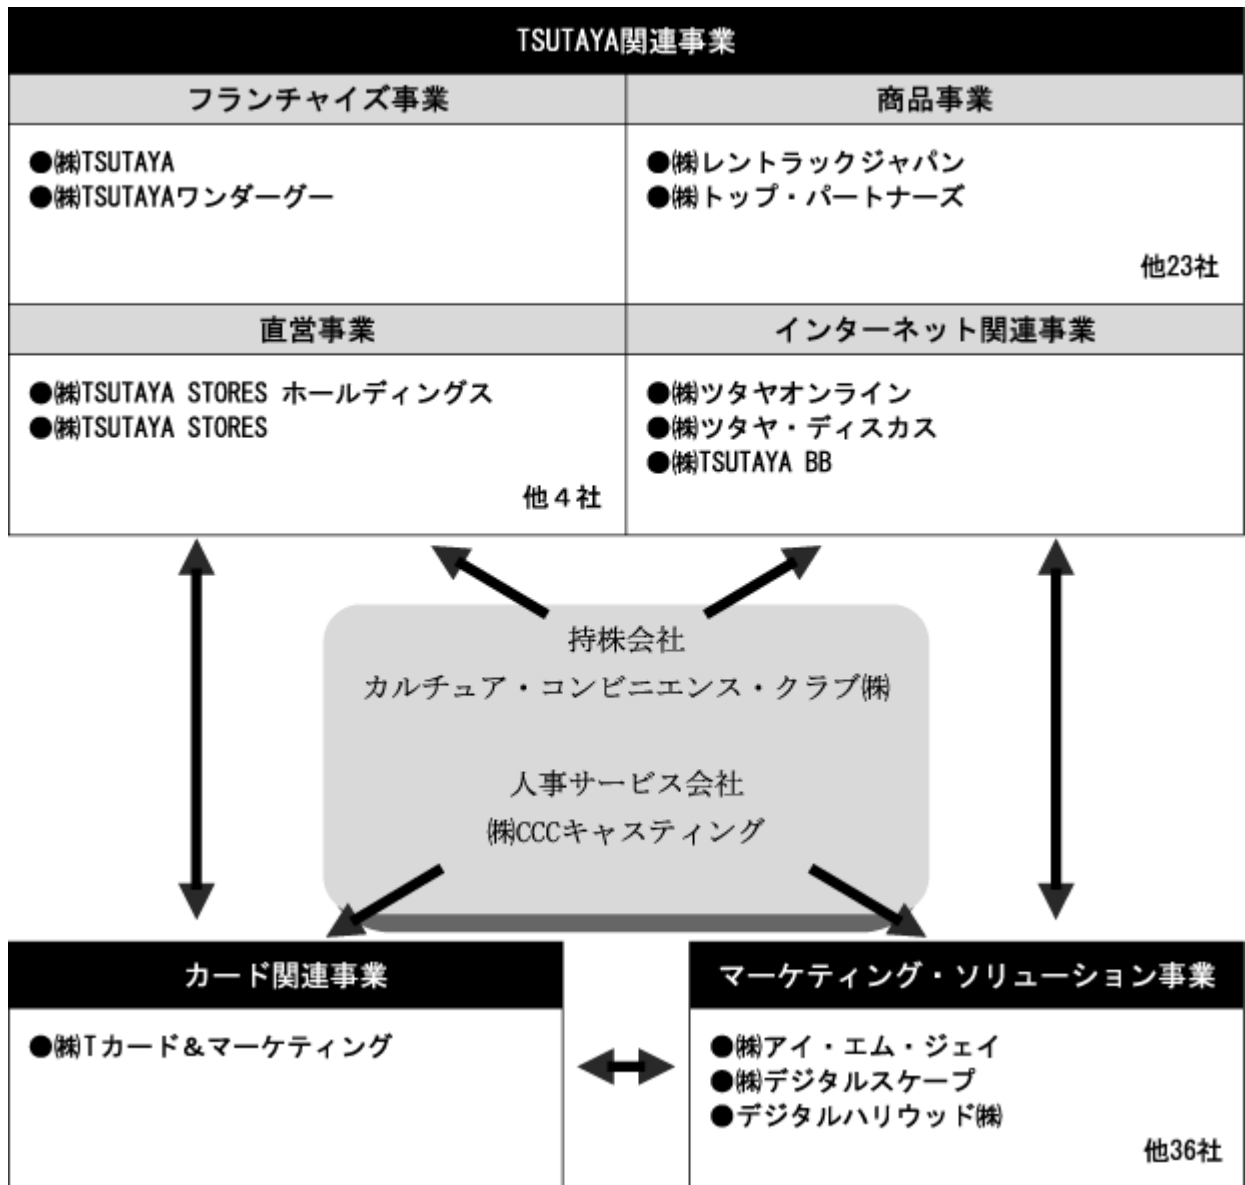 TSUTAYA関連事業
フランチャイズ事業
●㈱TSUTAYA
●㈱TSUTAYAワンダーグー
商品事業
●㈱レントラックジャパン
●㈱トップ・パートナーズ
他23社
直営事業
●㈱TSUTAYA STORES ホールディングス
●㈱TSUTAYA STORES
他４社
インターネット関連事業
●㈱ツタヤオンライン
●㈱ツタヤ・ディスカス
●㈱TSUTAYA BB
持株会社
カルチュア・コンビニエンス・クラブ㈱
人事サービス会社
㈱CCCキャスティング
カード関連事業
●㈱Tカード＆マーケティング
マーケティング・ソリューション事業
●㈱アイ・エム・ジェイ
●㈱デジタルスケープ
●デジタルハリウッド㈱
他36社